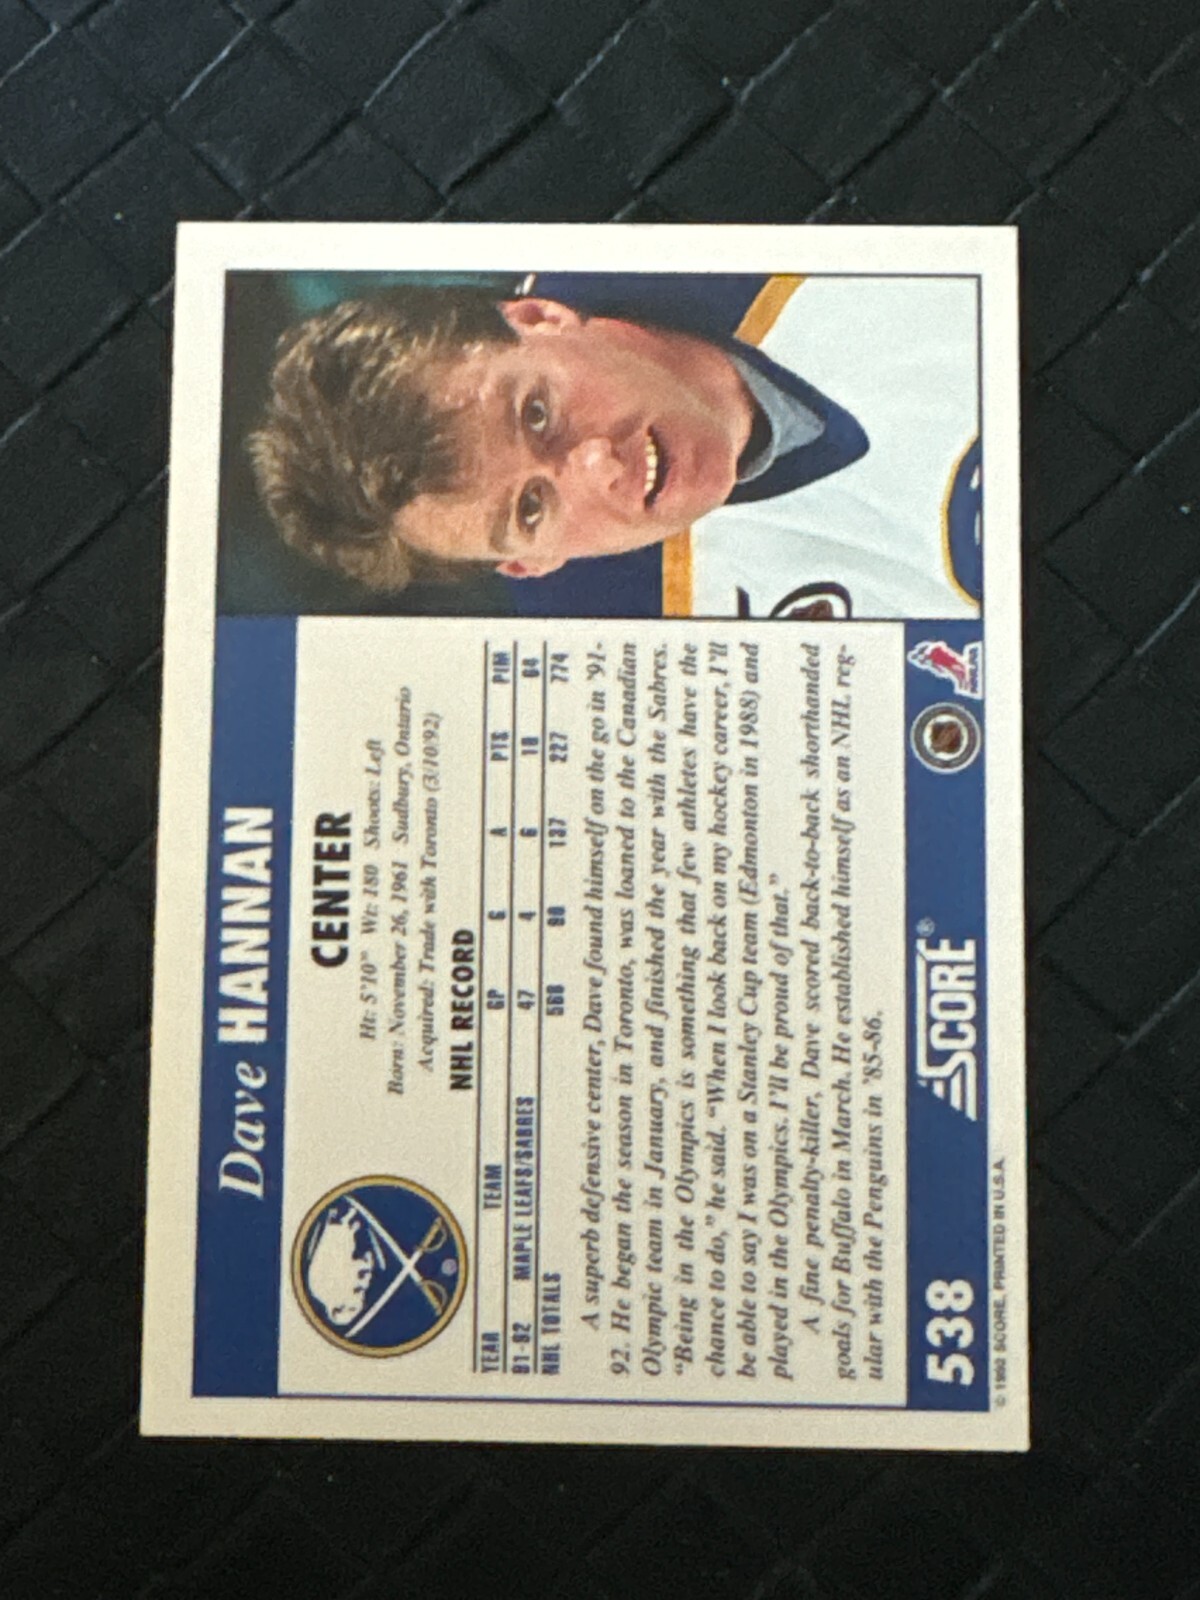 Dave HANNAN
CENTER
Ht: 5'10" Wt: 180 Shoots: Left
Born: November 26, 1961 Sudbury, Ontario
Acquired: Trade with Toronto (3/10/92)
NHL RECORD
YEAR TEAM GP G A PTS PIM
91-92 MAPLE LEAFS/SABRES 47 4 6 10 64
NHL TOTALS 568 90 137 227 774
A superb defensive center, Dave found himself on the go in '91-
92. He began the season in Toronto, was loaned to the Canadian
Olympic team in January, and finished the year with the Sabres.
"Being in the Olympics is something that few athletes have the
chance to do," he said. "When I look back on my hockey career, I'll
be able to say I was on a Stanley Cup team (Edmonton in 1988) and
played in the Olympics. I'll be proud of that."
A fine penalty-killer, Dave scored back-to-back shorthanded
goals for Buffalo in March. He established himself as an NHL reg-
ular with the Penguins in '85-86.
538 SCORE®
© 1992 SCORE, PRINTED IN U.S.A.